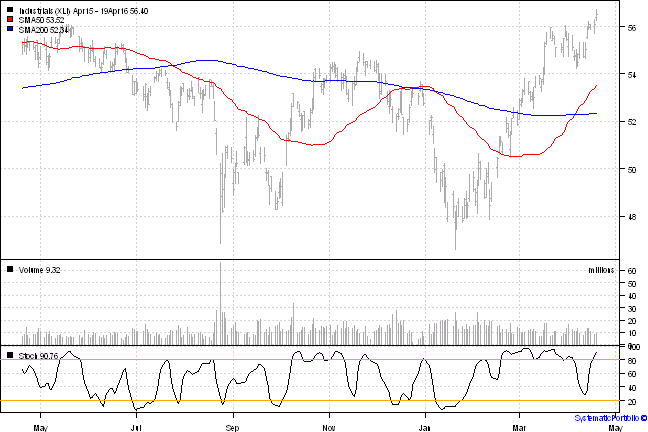 Industrials (XLI) Apr15 - 19Apr16 56.40
SMA50 53.52
SMA200 52.34
56
54
52
50
48
Volume 9.32
millions
60
50
40
30
20
10
0
Stoch 90.76
100
80
60
40
20
May Jul Sep Nov Jan Mar May
SystematicPortfolio ©